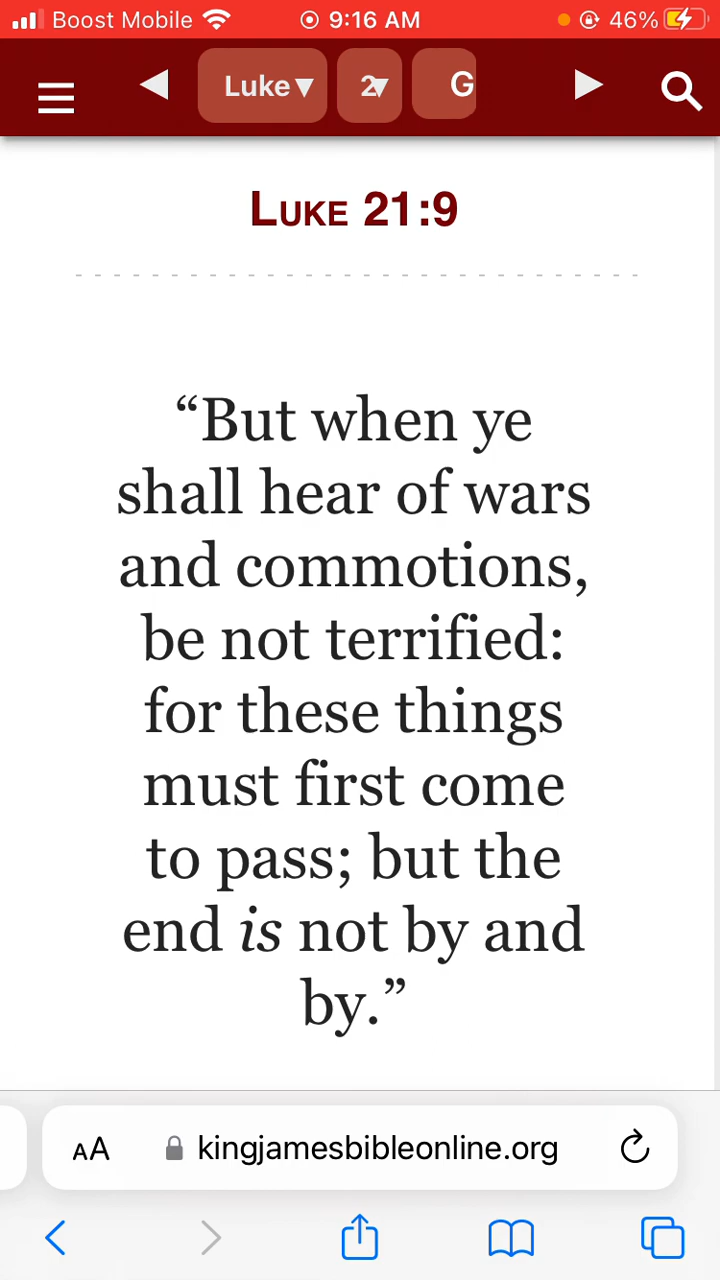 Boost Mobile 9:16 AM 46%
Luke▼ 2▼ G
LUKE 21:9
“But when ye
shall hear of wars
and commotions,
be not terrified:
for these things
must first come
to pass; but the
end is not by and
by.”
AA kingjamesbibleonline.org